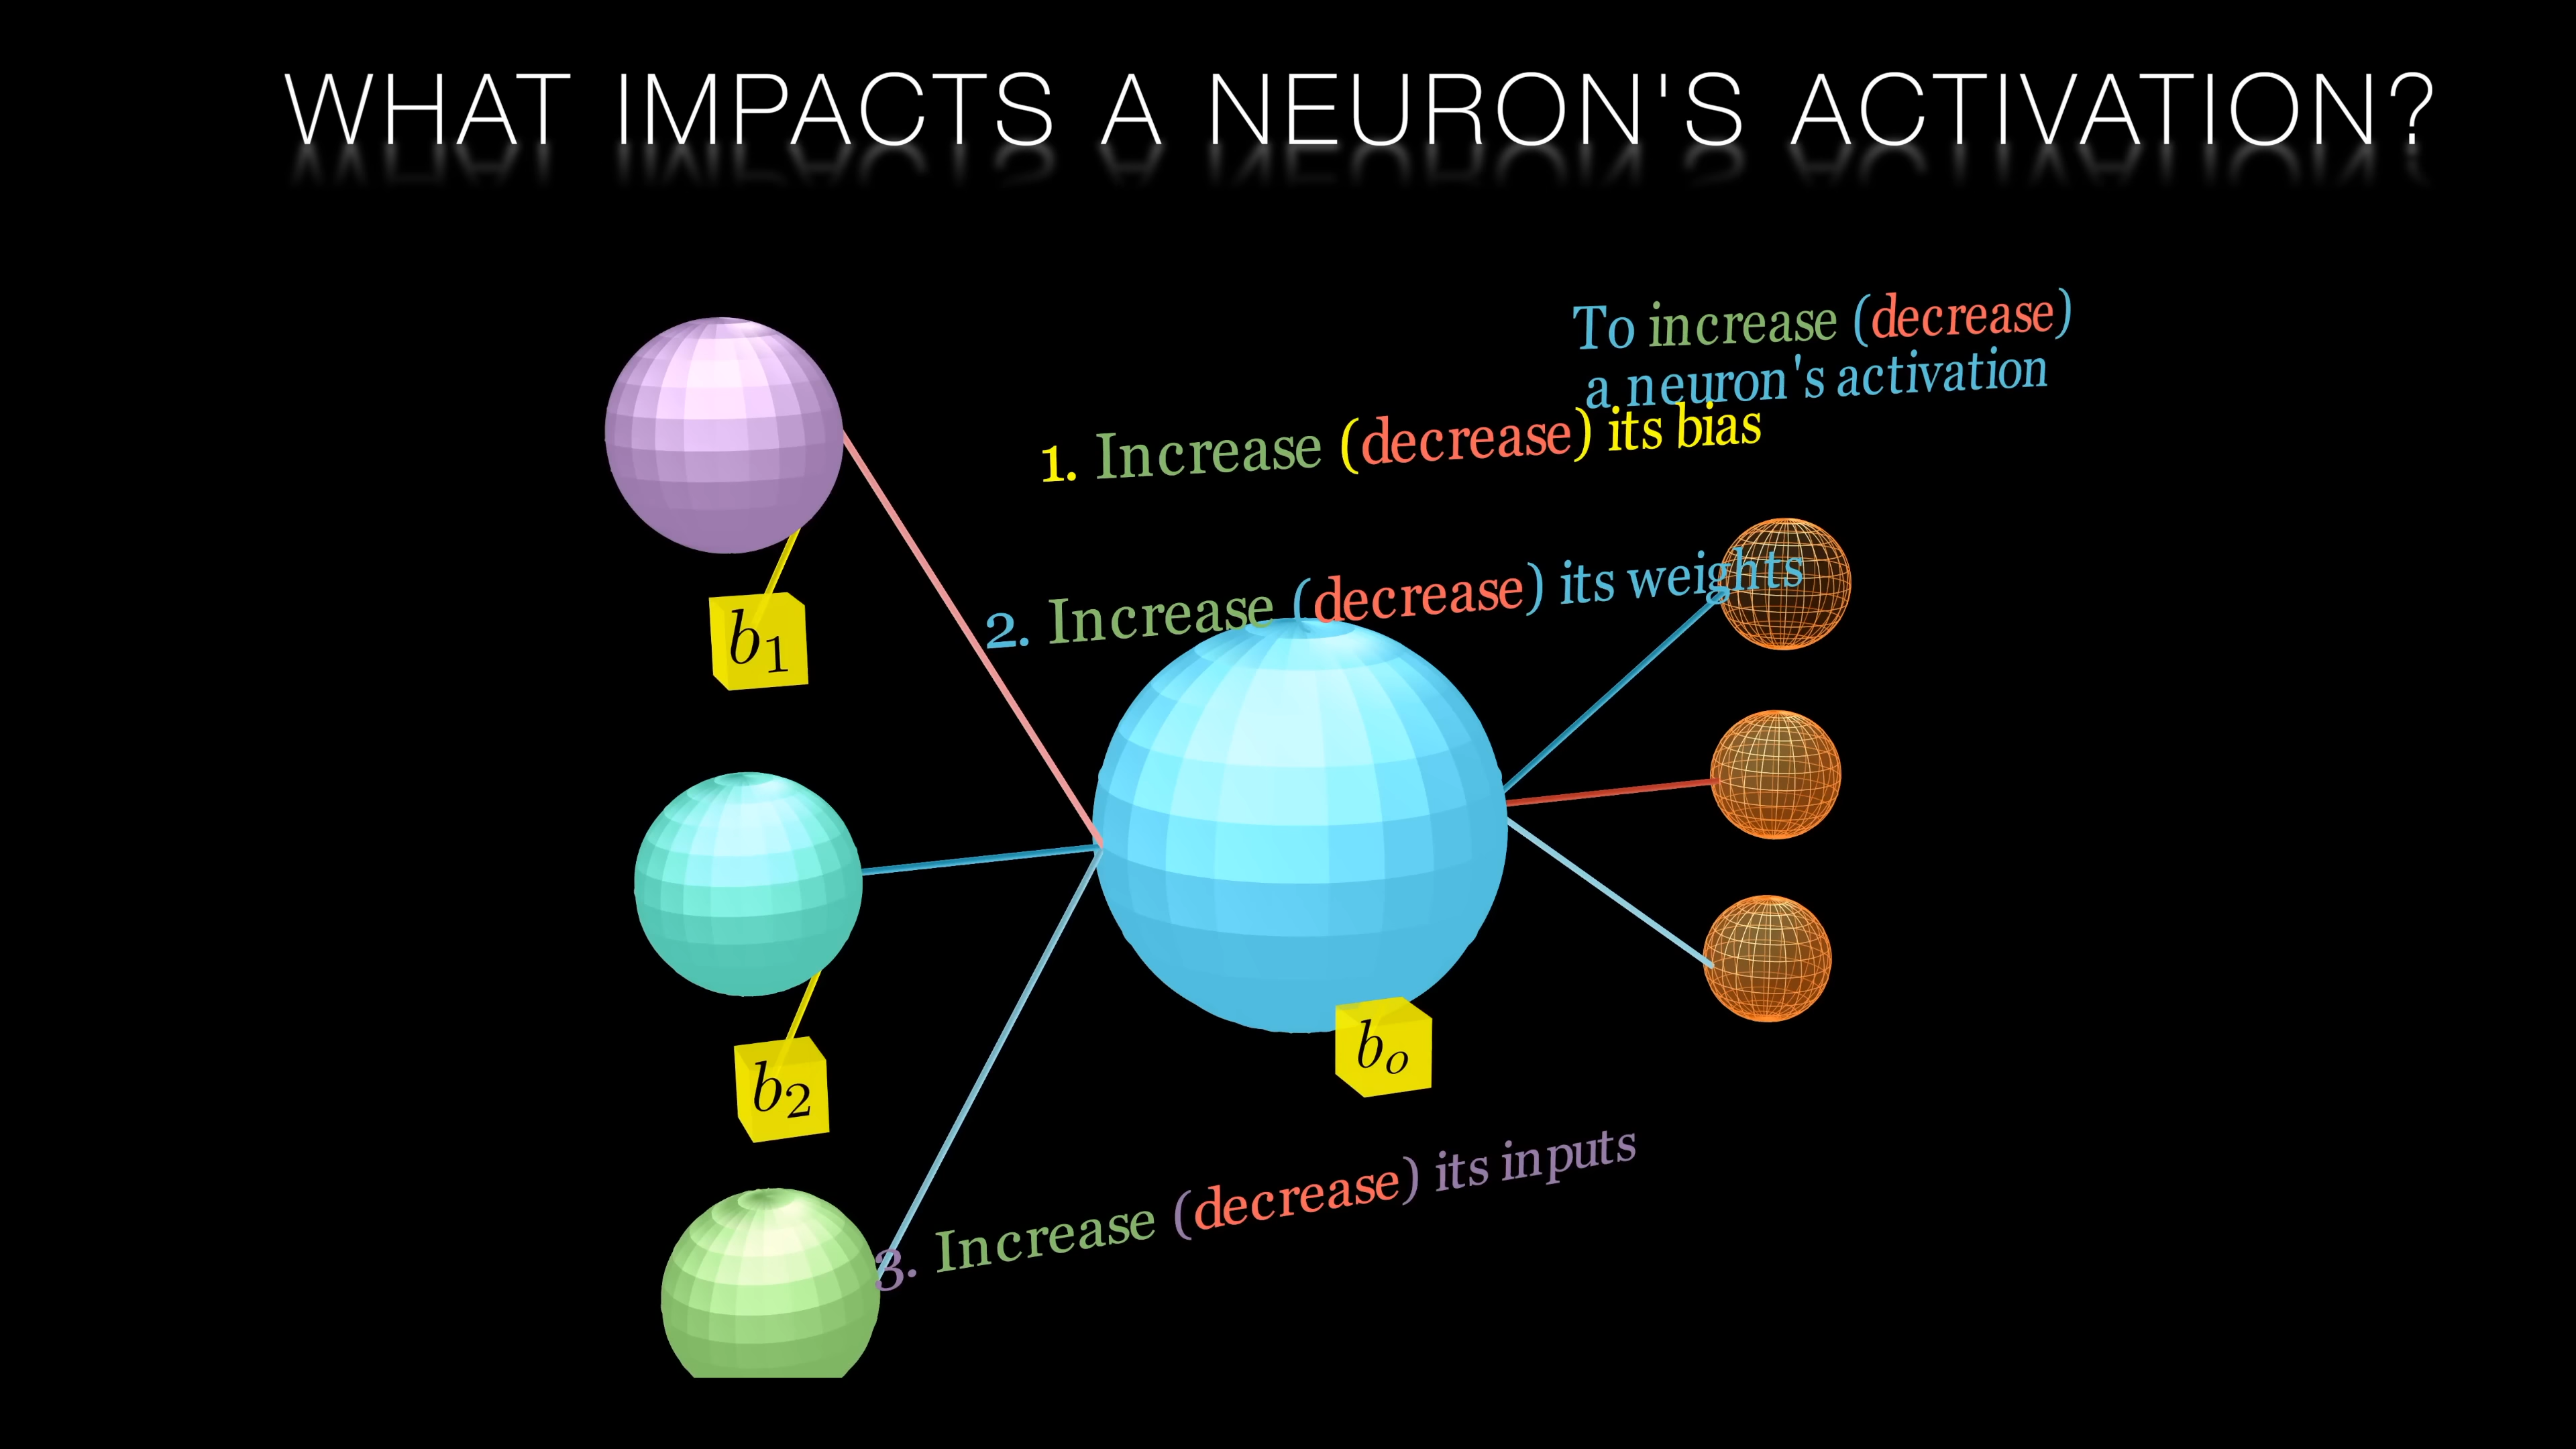 WHAT IMPACTS A NEURON'S ACTIVATION?
To increase (decrease)
a neuron's activation
1. Increase (decrease) its bias
2. Increase (decrease) its weights
b1
b2
bo
3. Increase (decrease) its inputs